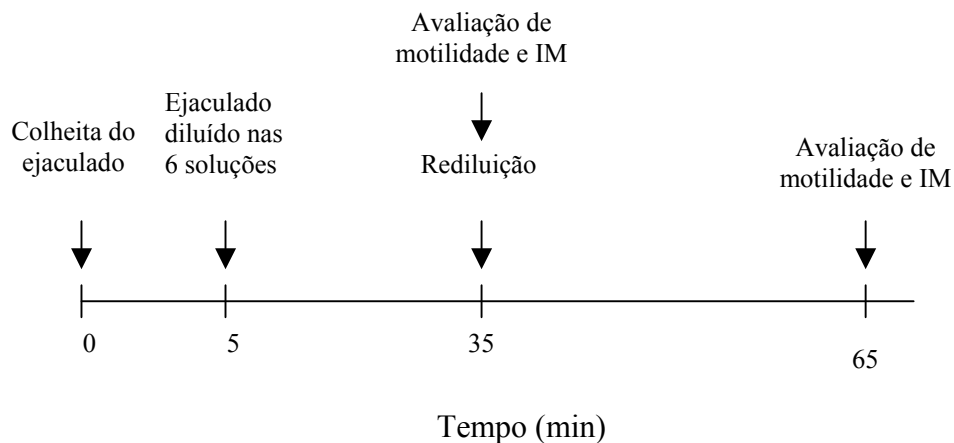 Avaliação de
motilidade e IM
Colheita do
ejaculado
Ejaculado
diluído nas
6 soluções
Rediluição
Avaliação de
motilidade e IM
0
5
35
65
Tempo (min)